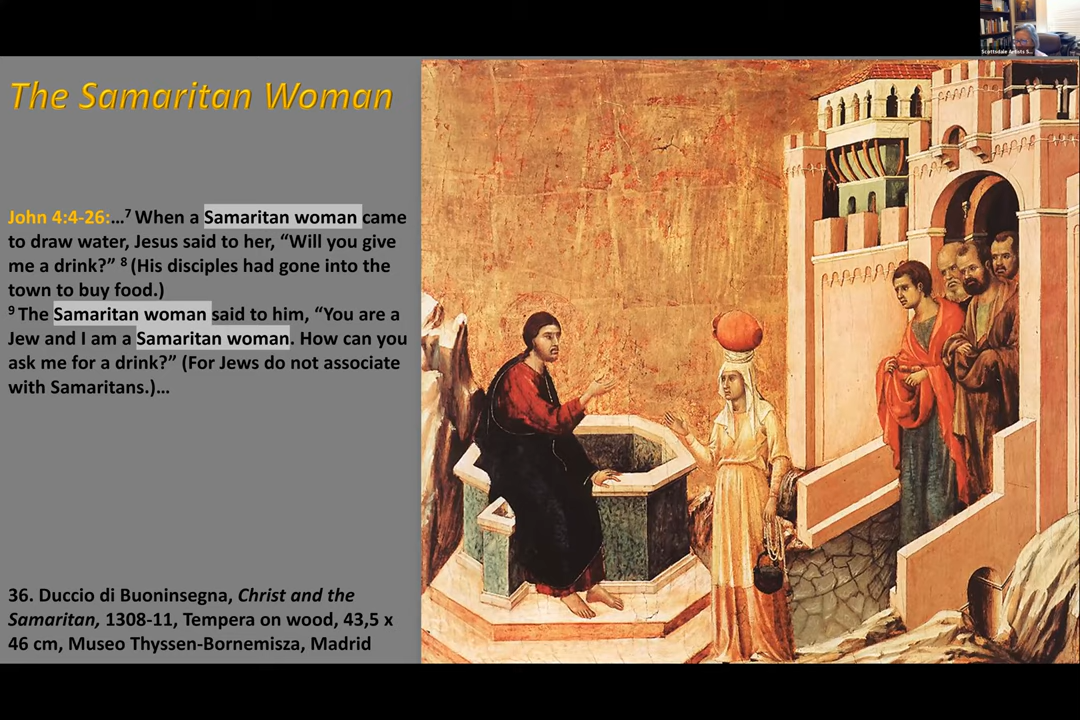 Scottsdale Artists S...
The Samaritan Woman
John 4:4-26:...⁷ When a Samaritan woman came
to draw water, Jesus said to her, “Will you give
me a drink?” ⁸ (His disciples had gone into the
town to buy food.)
⁹ The Samaritan woman said to him, “You are a
Jew and I am a Samaritan woman. How can you
ask me for a drink?” (For Jews do not associate
with Samaritans.)...
36. Duccio di Buoninsegna, Christ and the
Samaritan, 1308-11, Tempera on wood, 43,5 x
46 cm, Museo Thyssen-Bornemisza, Madrid